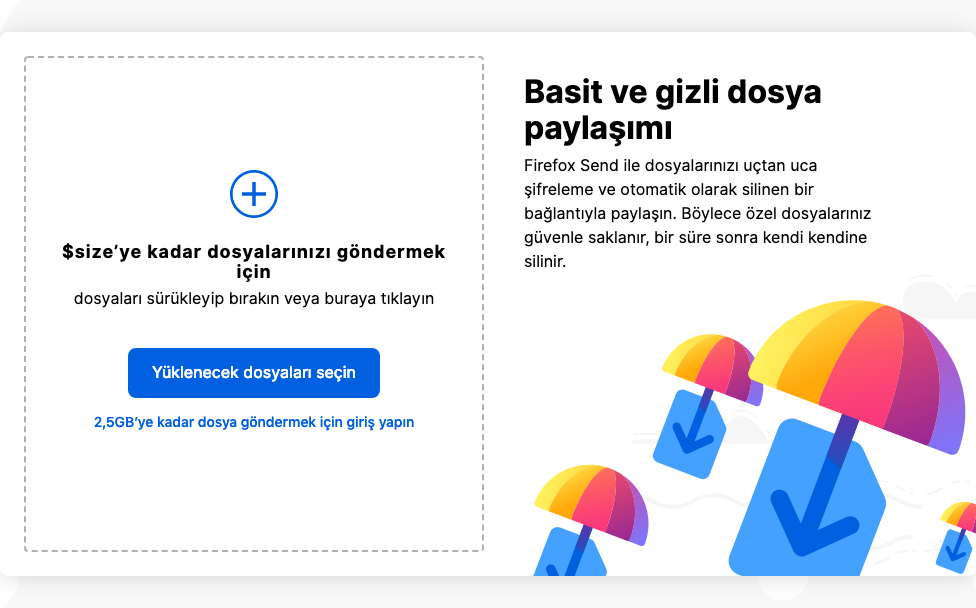 $size’ye kadar dosyalarınızı göndermek
için
dosyaları sürükleyip bırakın veya buraya tıklayın
Yüklenecek dosyaları seçin
2,5GB’ye kadar dosya göndermek için giriş yapın
Basit ve gizli dosya
paylaşımı
Firefox Send ile dosyalarınızı uçtan uca
şifreleme ve otomatik olarak silinen bir
bağlantıyla paylaşın. Böylece özel dosyalarınız
güvenle saklanır, bir süre sonra kendi kendine
silinir.